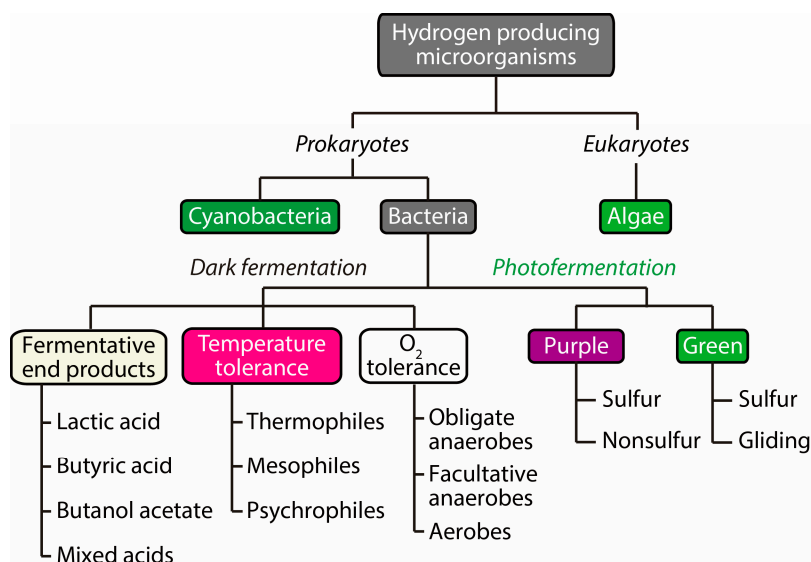 Hydrogen producing
microorganisms
Prokaryotes
Eukaryotes
Cyanobacteria
Bacteria
Algae
Dark fermentation
Photofermentation
Fermentative
end products
Temperature
tolerance
O2
tolerance
Purple
Green
Lactic acid
Butyric acid
Butanol acetate
Mixed acids
Thermophiles
Mesophiles
Psychrophiles
Obligate
anaerobes
Facultative
anaerobes
Aerobes
Sulfur
Nonsulfur
Sulfur
Gliding